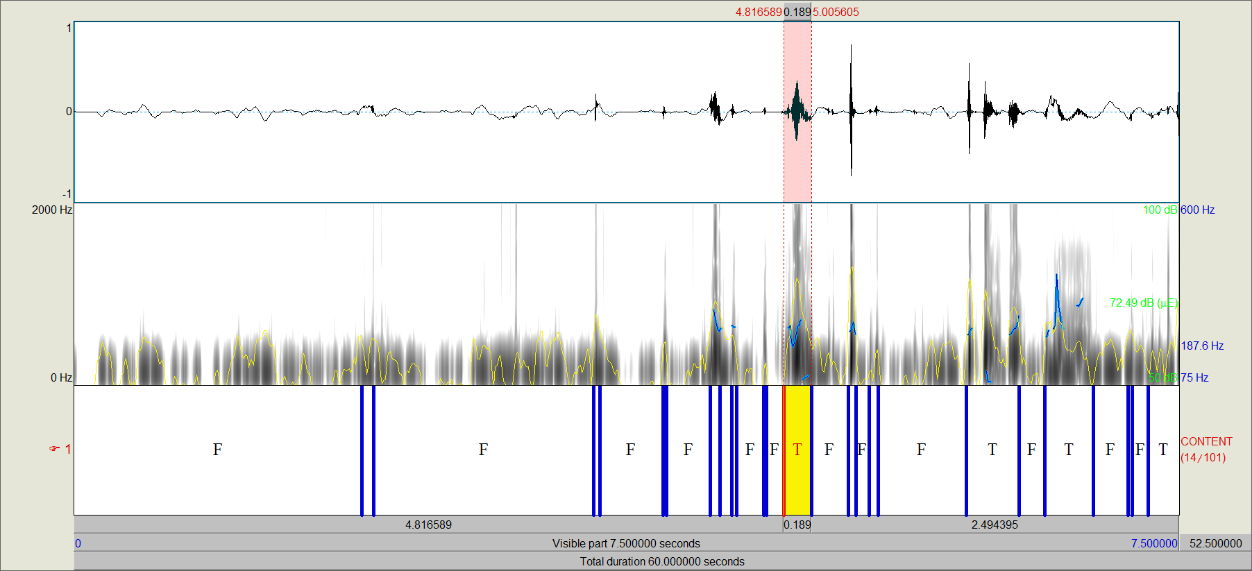 4.816589 0.189 5.005605
1
0
-1
2000 Hz 100 dB 600 Hz
72.49 dB (µE)
187.6 Hz
0 Hz 75 Hz
1 F F F F F F T F F F T F T F F T CONTENT
(14/101)
4.816589 0.189 2.494395
0 Visible part 7.500000 seconds 7.500000 52.500000
Total duration 60.000000 seconds